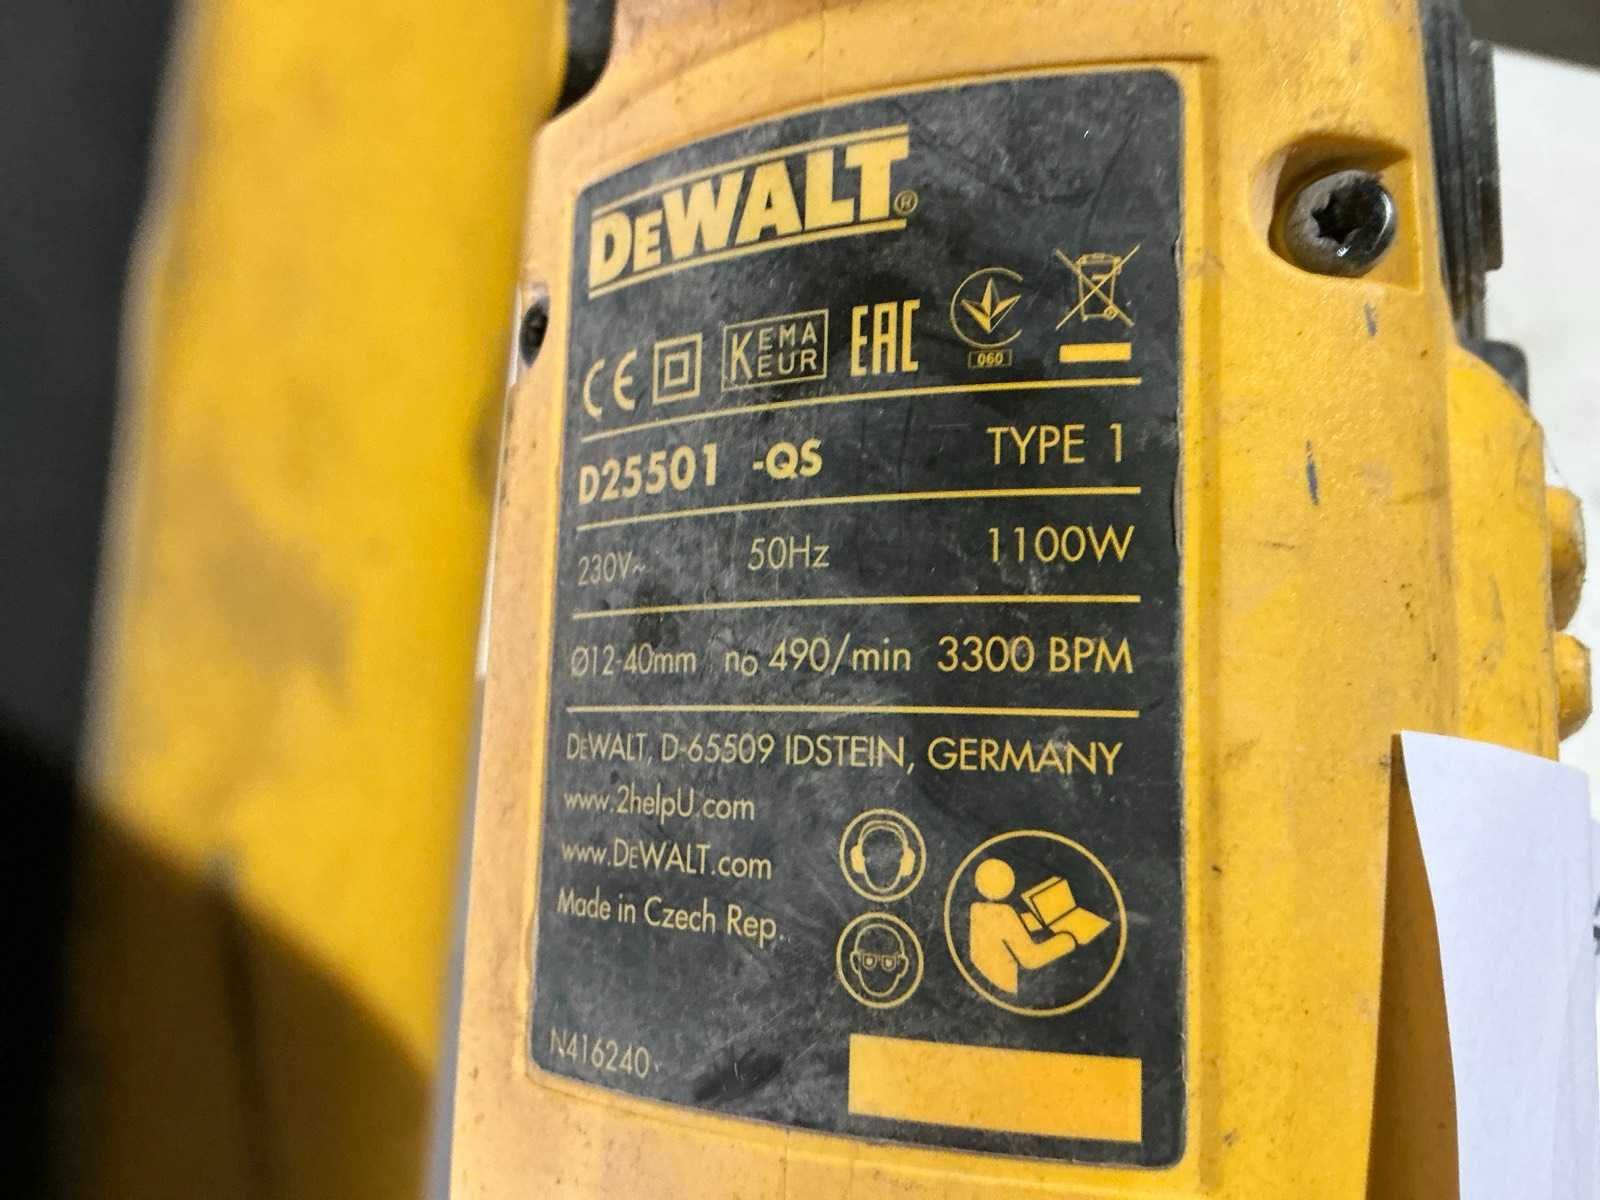 DEWALT®
CE KEMA KEUR EAC 060
D25501 -QS TYPE 1
230V~ 50Hz 1100W
Ø12-40mm no 490/min 3300 BPM
DEWALT, D-65509 IDSTEIN, GERMANY
www.2helpU.com
www.DEWALT.com
Made in Czech Rep.
N416240